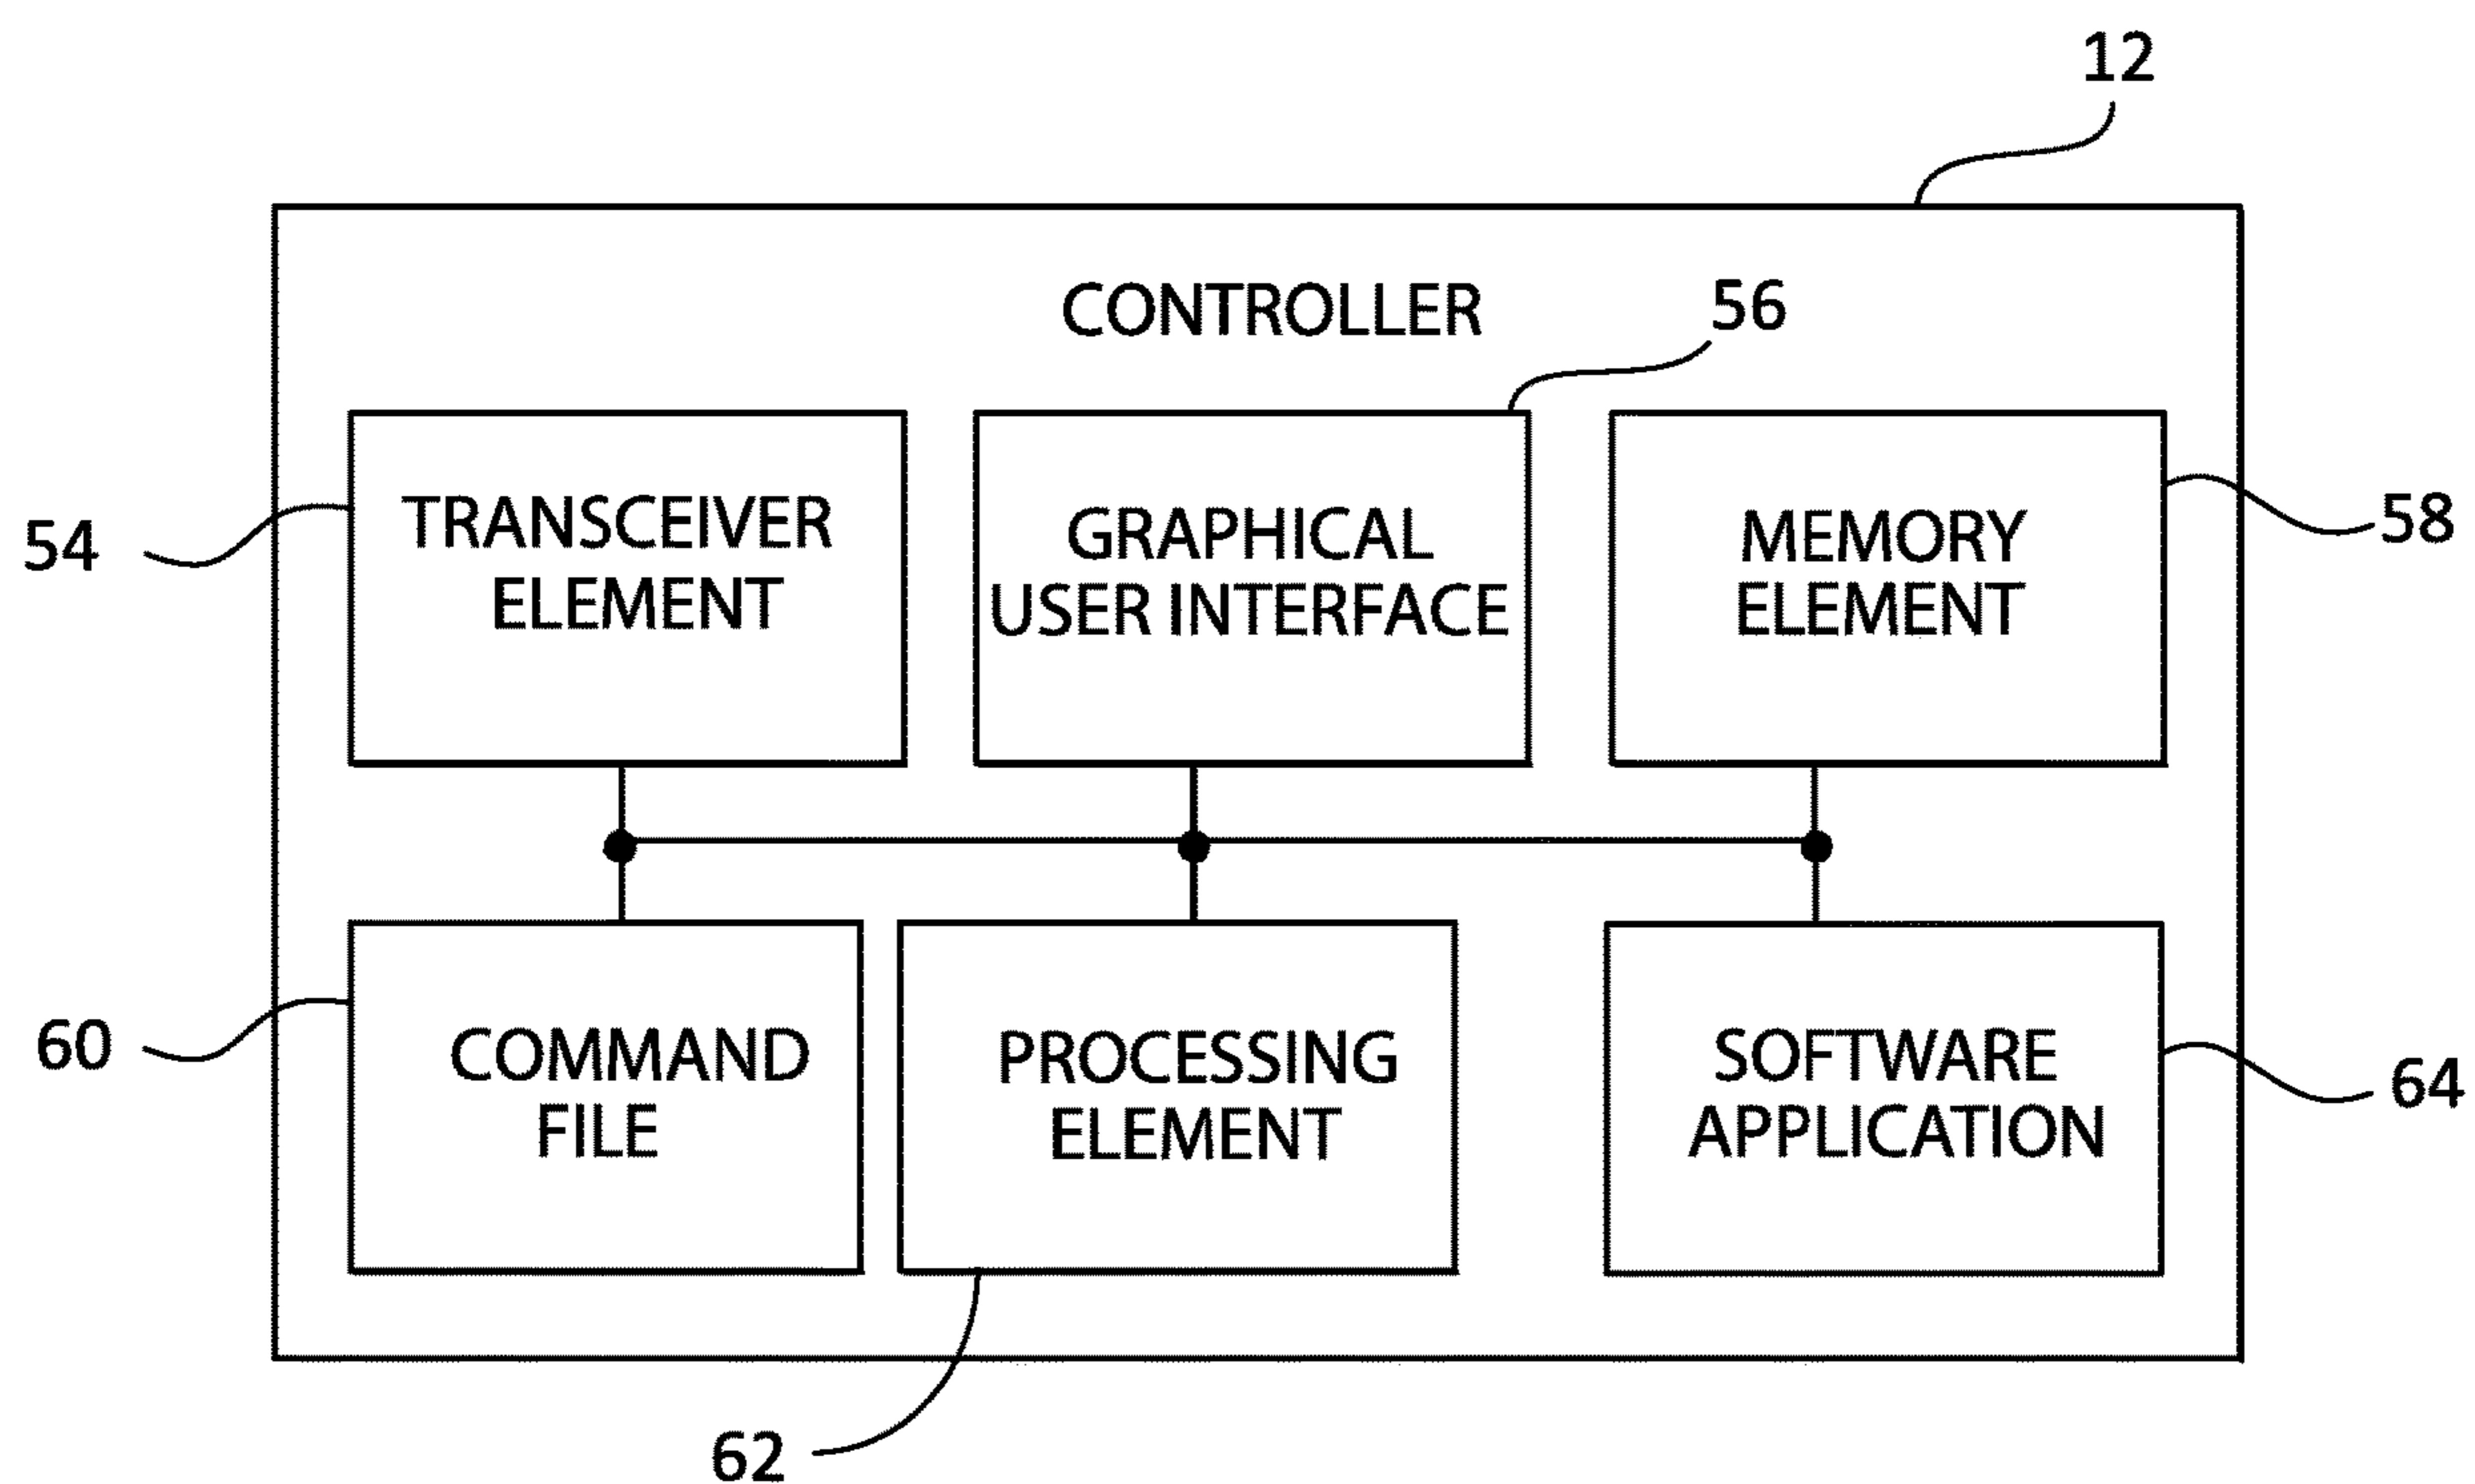 12
CONTROLLER
56
TRANSCEIVER
ELEMENT
GRAPHICAL
USER INTERFACE
MEMORY
ELEMENT
54
58
COMMAND
FILE
PROCESSING
ELEMENT
SOFTWARE
APPLICATION
60
64
62